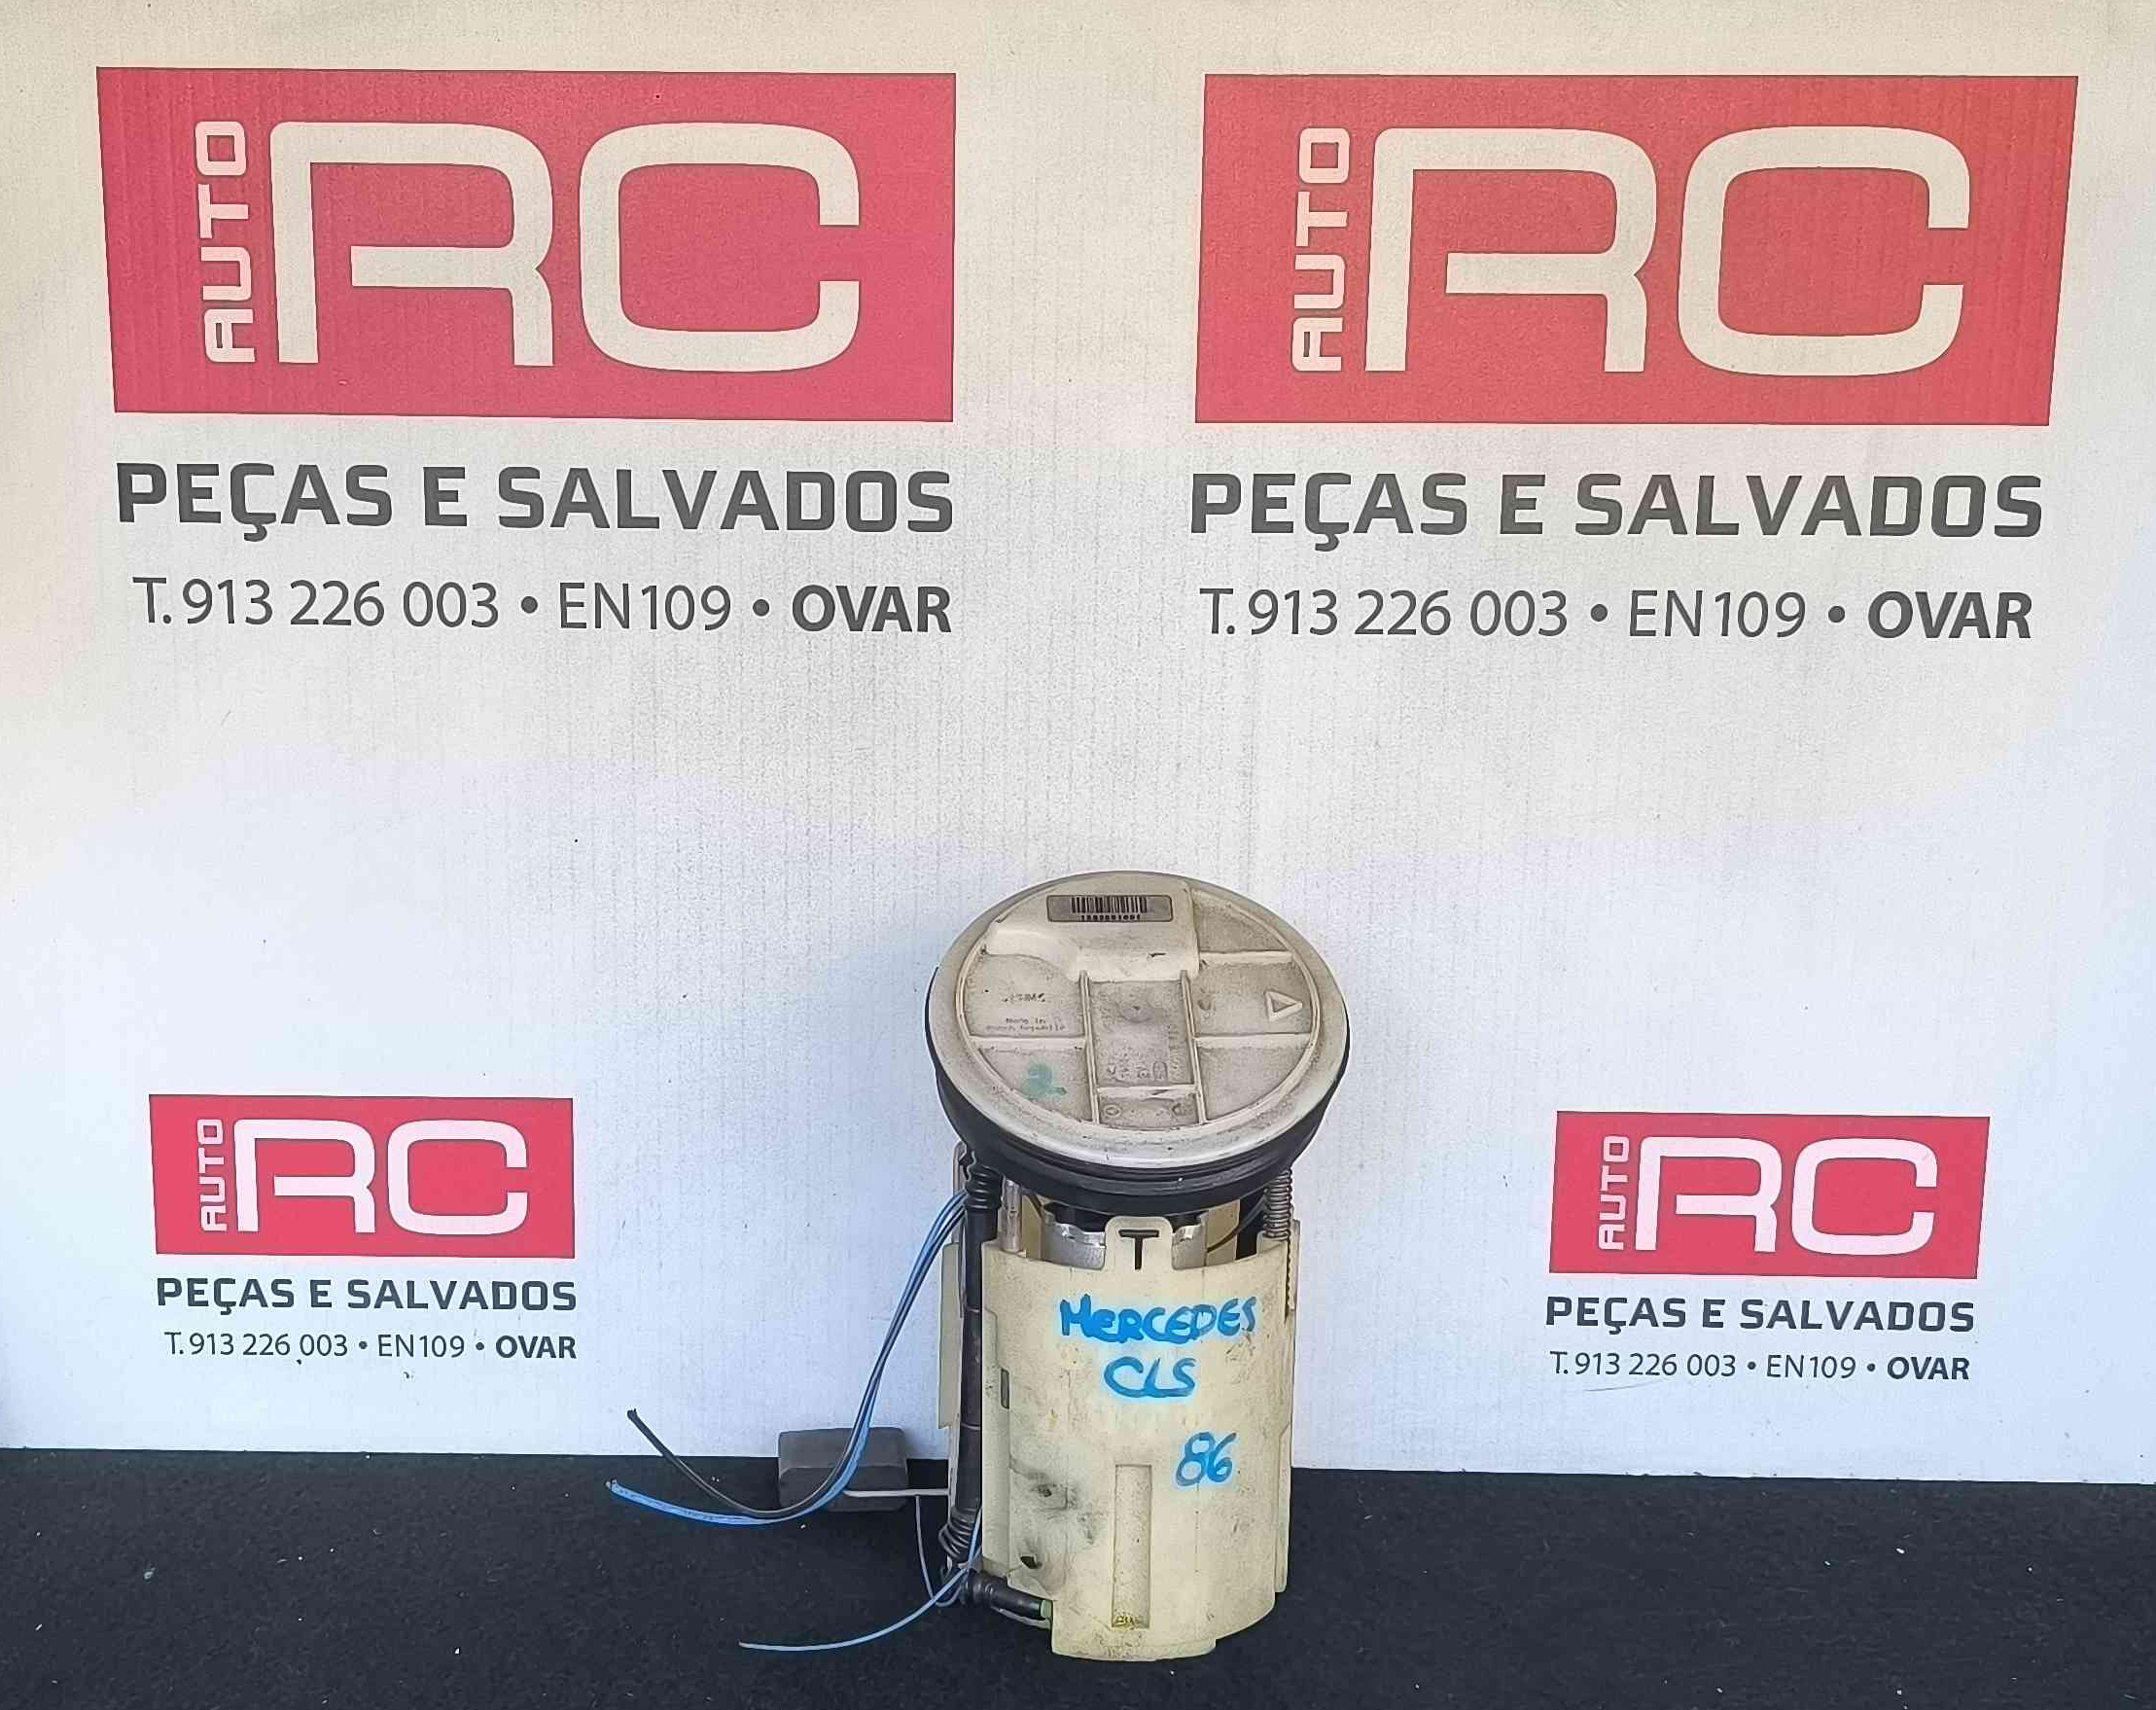 AUTO RC
PEÇAS E SALVADOS
T. 913 226 003 • EN109 • OVAR
AUTO RC
PEÇAS E SALVADOS
T. 913 226 003 • EN109 • OVAR
AUTO RC
PEÇAS E SALVADOS
T. 913 226 003 • EN109 • OVAR
AUTO RC
PEÇAS E SALVADOS
T. 913 226 003 • EN109 • OVAR
Made in
T
MERCEDES
CLS
86